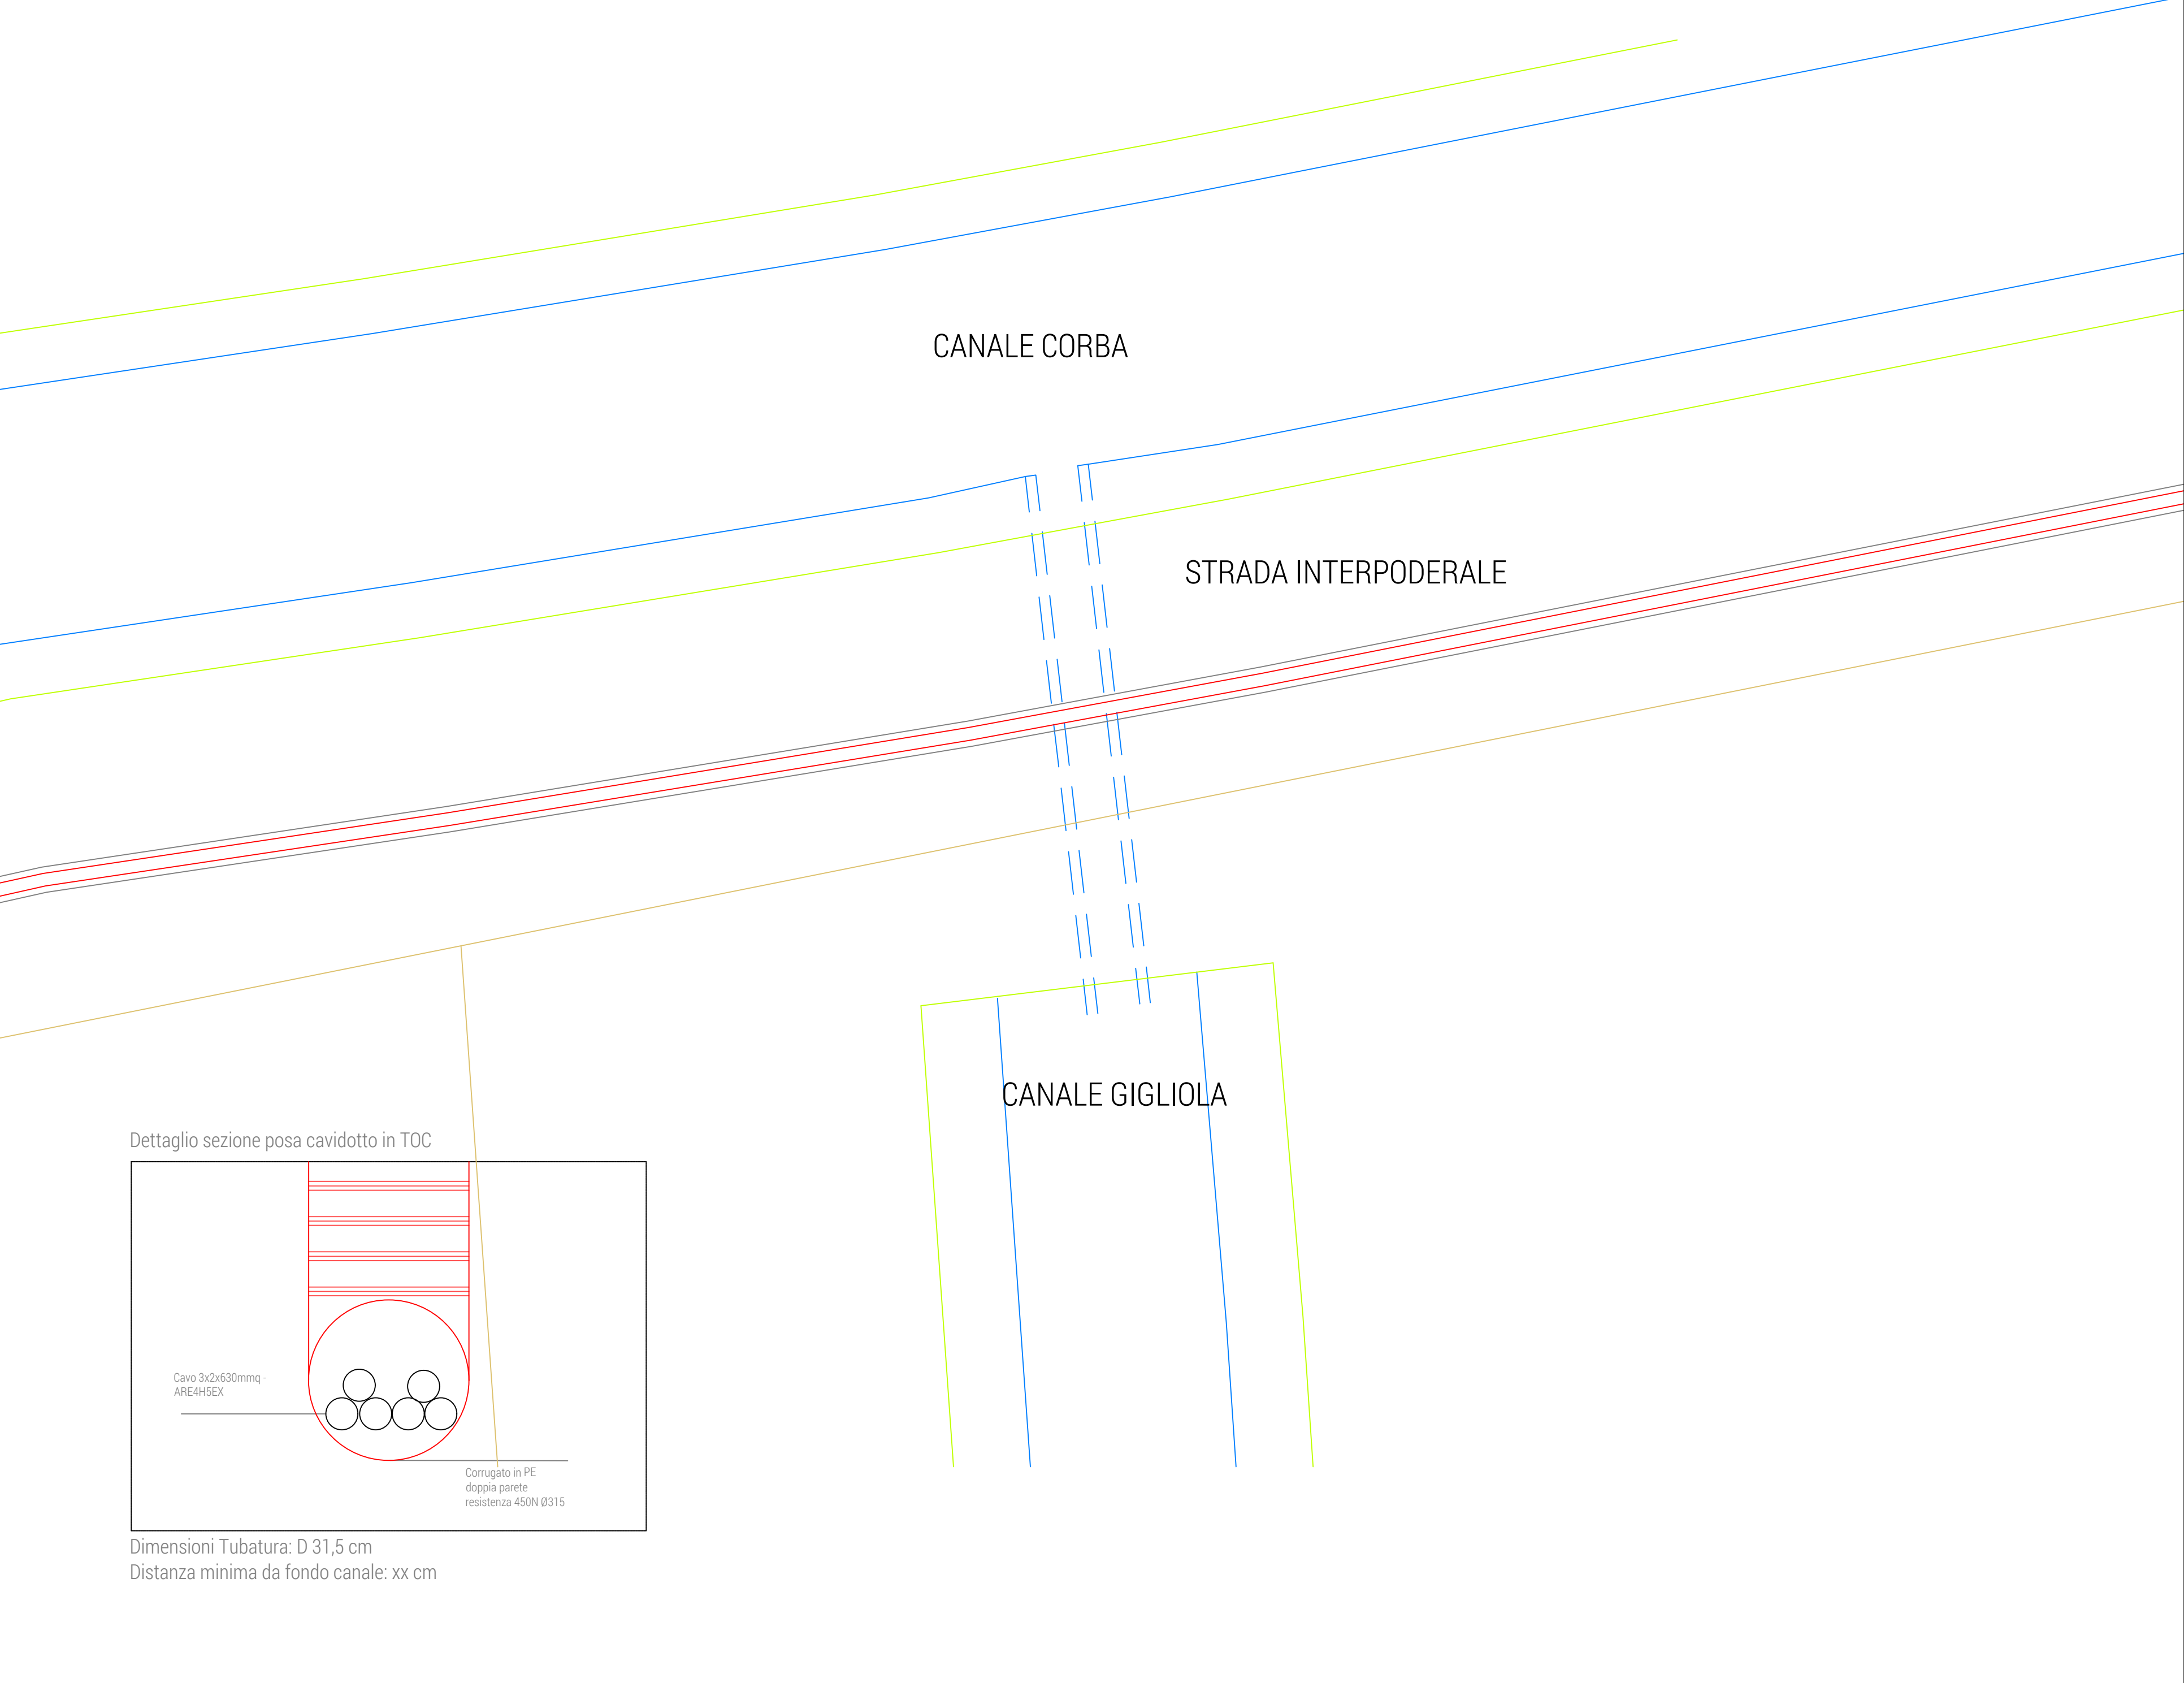 CANALE CORBA
STRADA INTERPODERALE
CANALE GIGLIOLA
Dettaglio sezione posa cavidotto in TOC
Cavo 3x2x630mmq -
ARE4H5EX
Corrugato in PE
doppia parete
resistenza 450N Ø315
Dimensioni Tubatura: D 31,5 cm
Distanza minima da fondo canale: xx cm